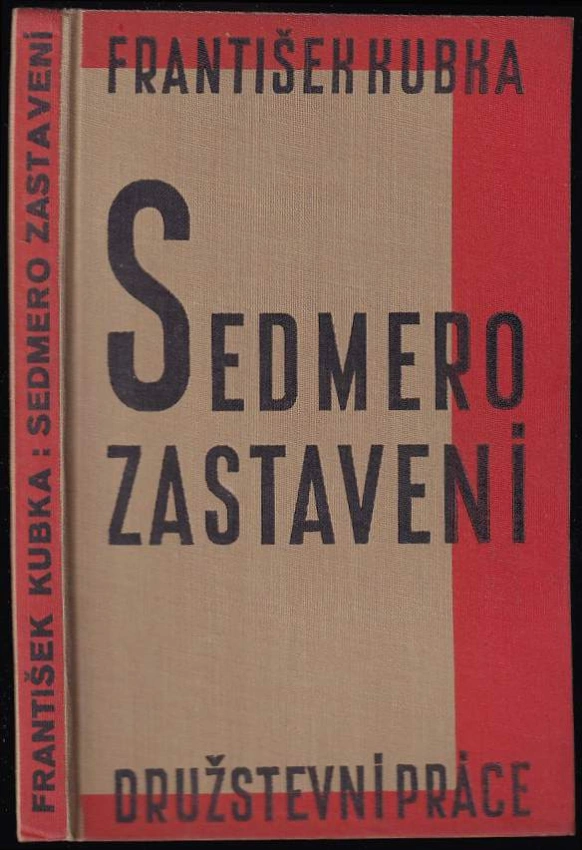 FRANTIŠEK KUBKA: SEDMERO ZASTAVENÍ
FRANTIŠEK KUBKA
SEDMERO
ZASTAVENÍ
DRUŽSTEVNÍ PRÁCE